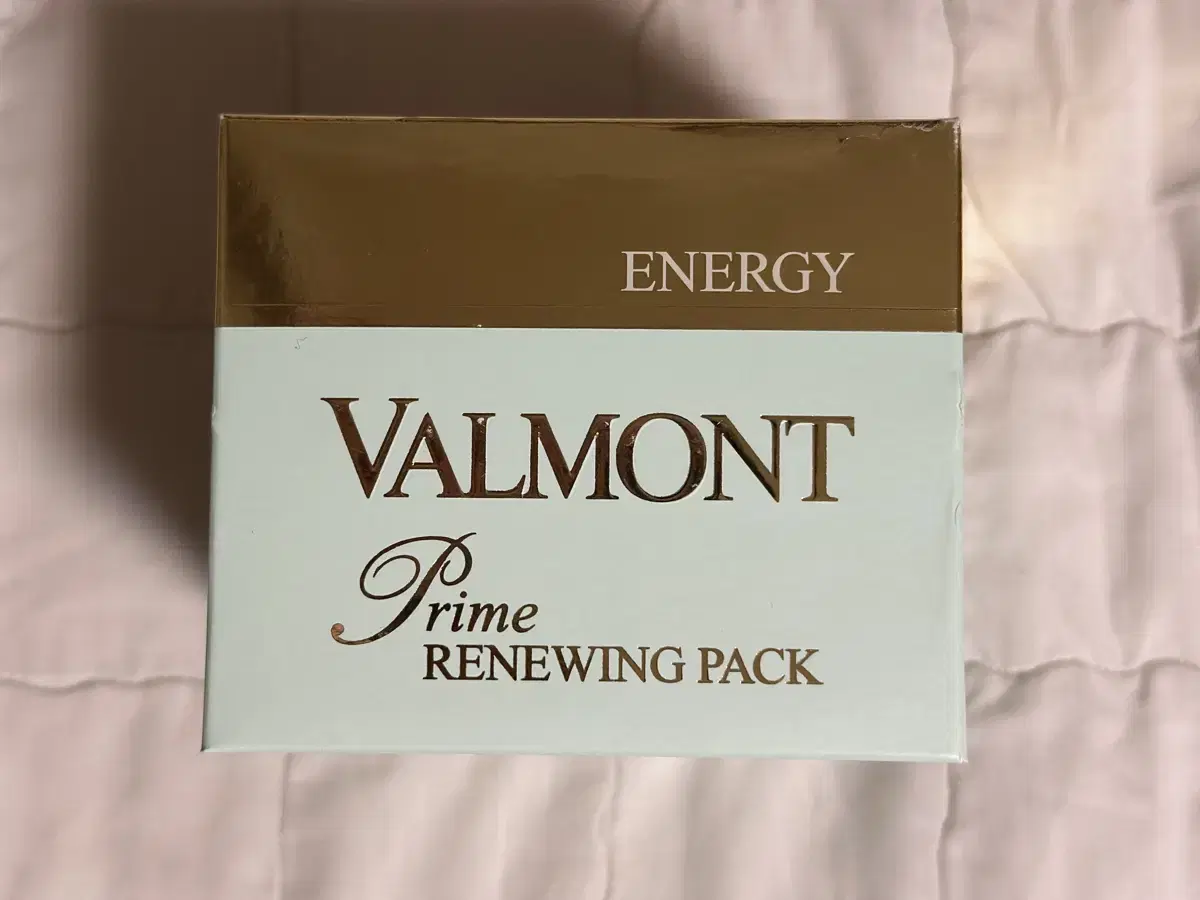 ENERGY
VALMONT
Prime
RENEWING PACK